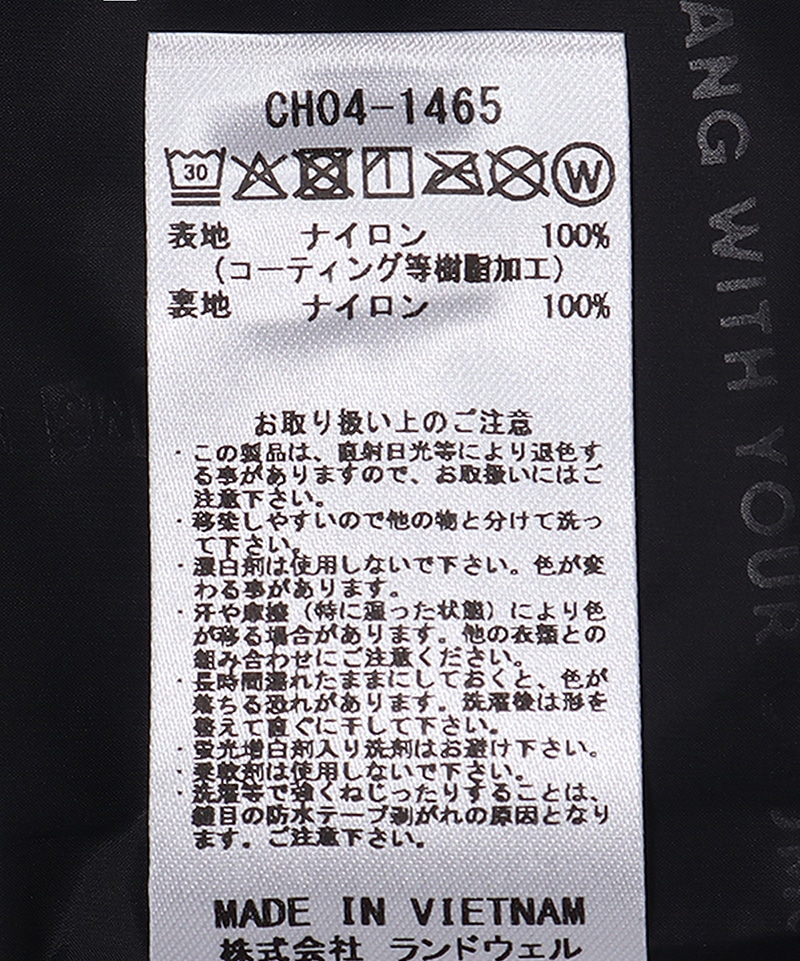 CH04-1465
30 W
表地 ナイロン 100%
(コーティング等樹脂加工)
裏地 ナイロン 100%
お取り扱い上のご注意
・この製品は、直射日光等により退色す
る事がありますので、お取扱いにはご
注意下さい。
・移染しやすいので他の物と分けて洗っ
て下さい。
・漂白剤は使用しないで下さい。色が変
わる事があります。
・汗や摩擦(特に湿った状態)により色
が移る場合があります。他の衣類との
組み合わせにご注意ください。
・長時間濡れたままにしておくと、色が
落ちる恐れがあります。洗濯後は形を
整えて直ぐに干して下さい。
・蛍光増白剤入り洗剤はお避け下さい。
・柔軟剤は使用しないで下さい。
・洗濯等で強くねじったりすることは、
縫目の防水テープ剥がれの原因となり
ます。ご注意下さい。
MADE IN VIETNAM
株式会社 ランドウェル
ANG WITH YOUR